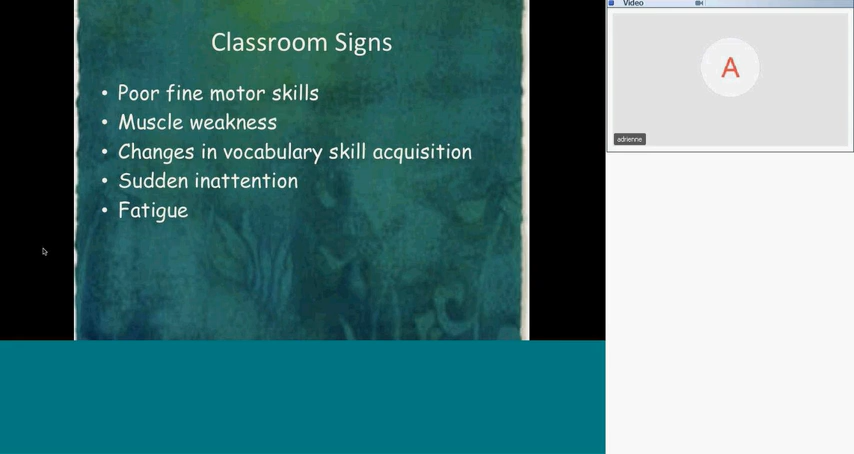 Classroom Signs
• Poor fine motor skills
• Muscle weakness
• Changes in vocabulary skill acquisition
• Sudden inattention
• Fatigue
Video
A
adrienne